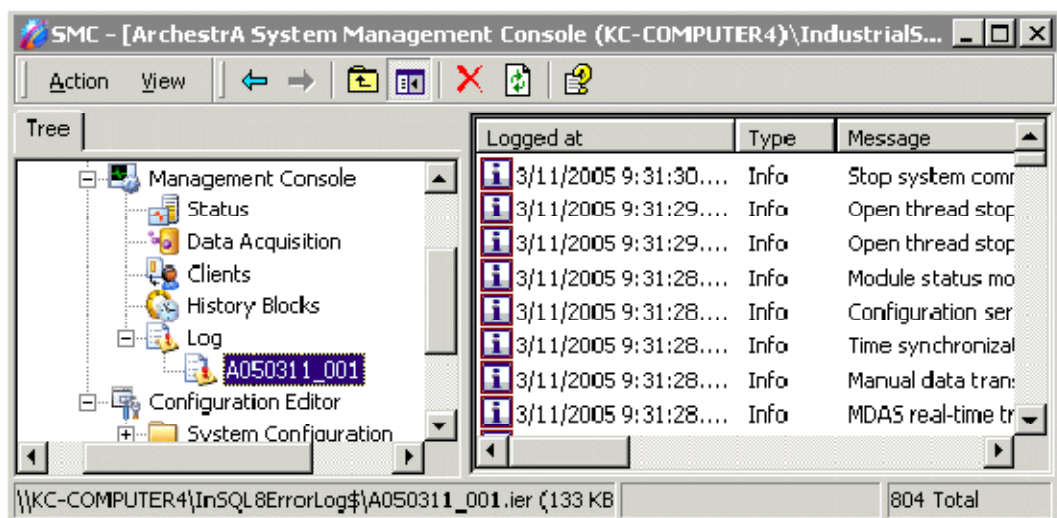 SMC - [ArchestrA System Management Console (KC-COMPUTER4)\IndustrialS...
Action View
Tree
Management Console
Status
Data Acquisition
Clients
History Blocks
Log
A050311_001
Configuration Editor
System Configuration
Logged at Type Message
3/11/2005 9:31:30.... Info Stop system comm
3/11/2005 9:31:29.... Info Open thread stop
3/11/2005 9:31:29.... Info Open thread stop
3/11/2005 9:31:28.... Info Module status mo
3/11/2005 9:31:28.... Info Configuration ser
3/11/2005 9:31:28.... Info Time synchronizat
3/11/2005 9:31:28.... Info Manual data trans
3/11/2005 9:31:28.... Info MDAS real-time tr
\\KC-COMPUTER4\InSQL8ErrorLog$\A050311_001.ier (133 KB
804 Total